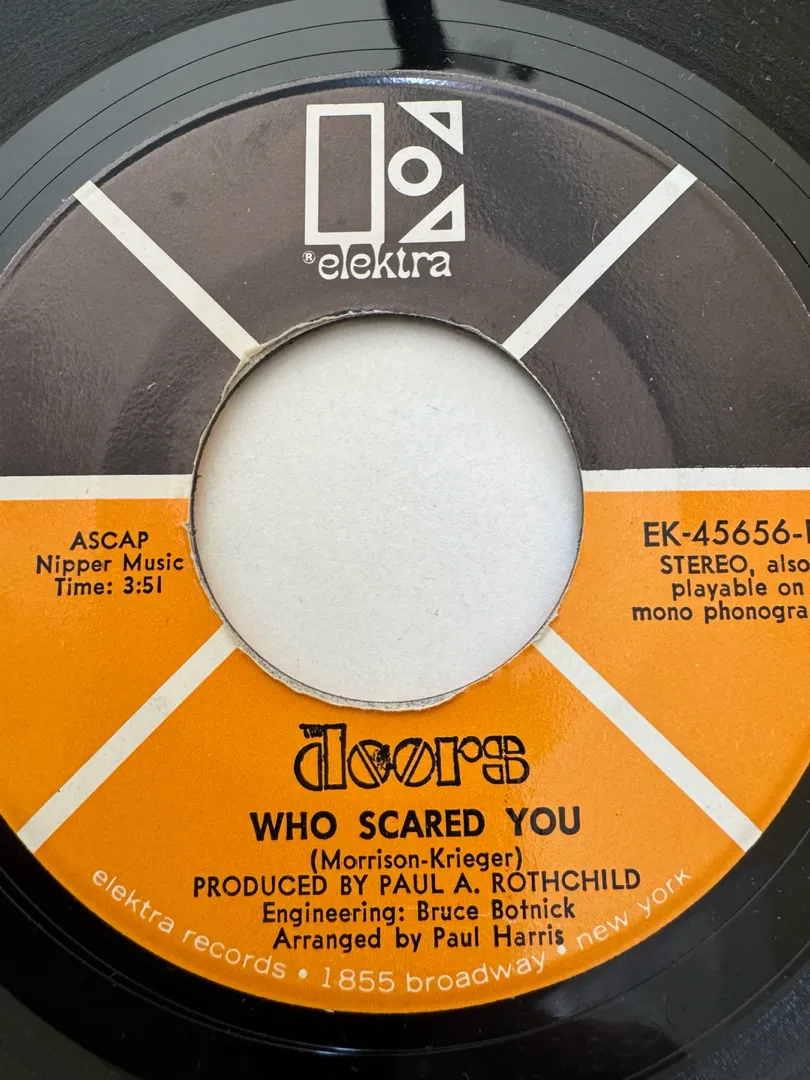 ® elektra
ASCAP
Nipper Music
Time: 3:51
EK-45656-
STEREO, also
playable on
mono phonogra
the doors
WHO SCARED YOU
(Morrison-Krieger)
PRODUCED BY PAUL A. ROTHCHILD
Engineering: Bruce Botnick
Arranged by Paul Harris
elektra records • 1855 broadway • new york